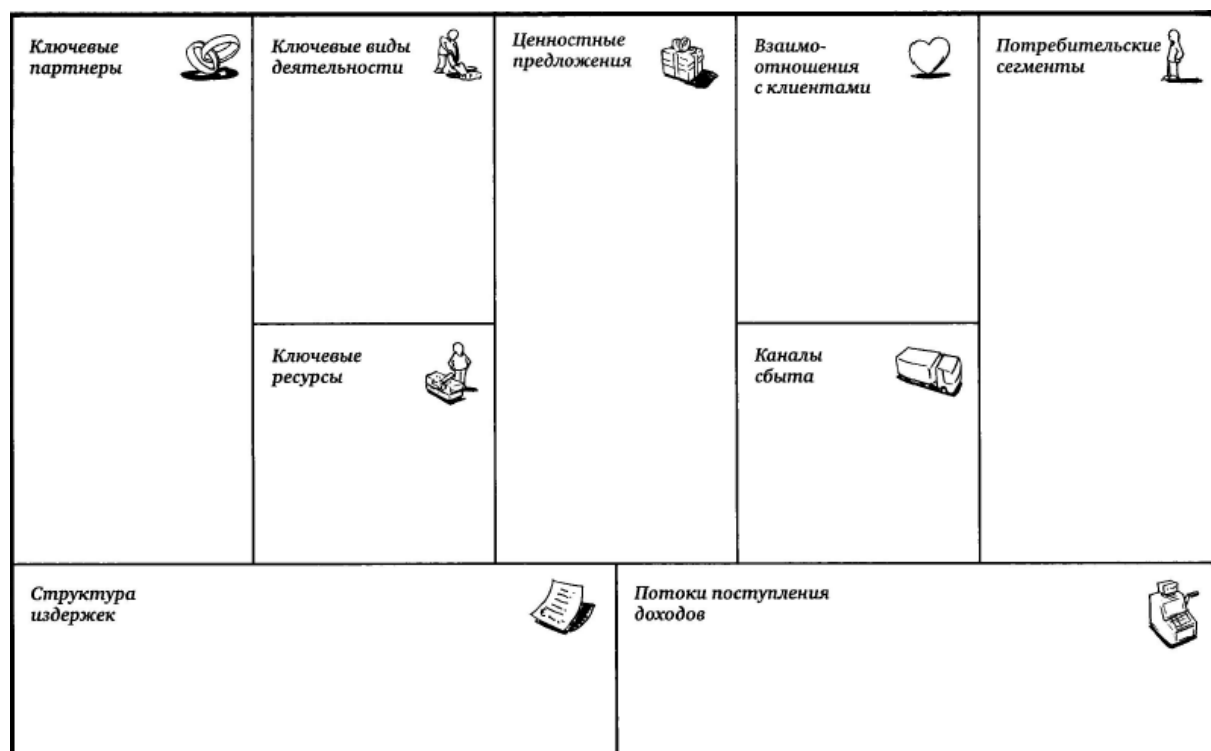 Ключевые
партнеры
Ключевые виды
деятельности
Ключевые
ресурсы
Ценностные
предложения
Взаимо-
отношения
с клиентами
Каналы
сбыта
Потребительские
сегменты
Структура
издержек
Потоки поступления
доходов